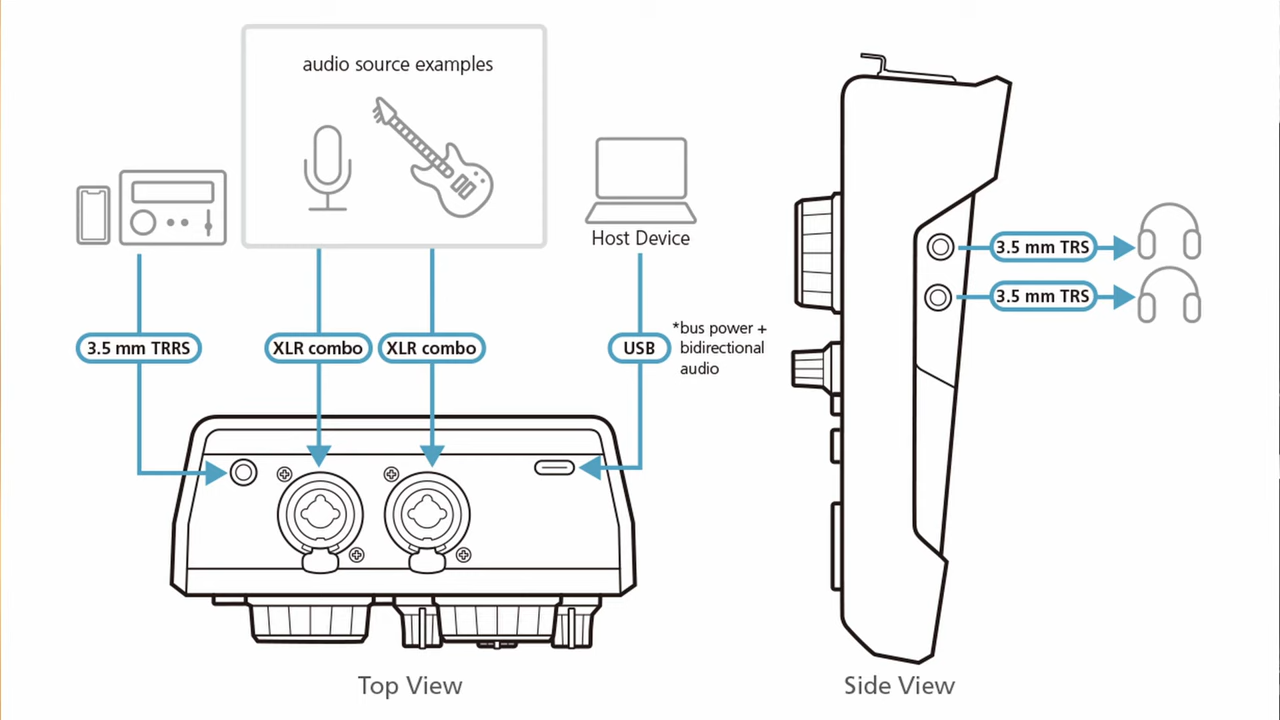 audio source examples
Host Device
3.5 mm TRS
3.5 mm TRS
3.5 mm TRRS
XLR combo
XLR combo
USB
*bus power +
bidirectional
audio
Top View
Side View